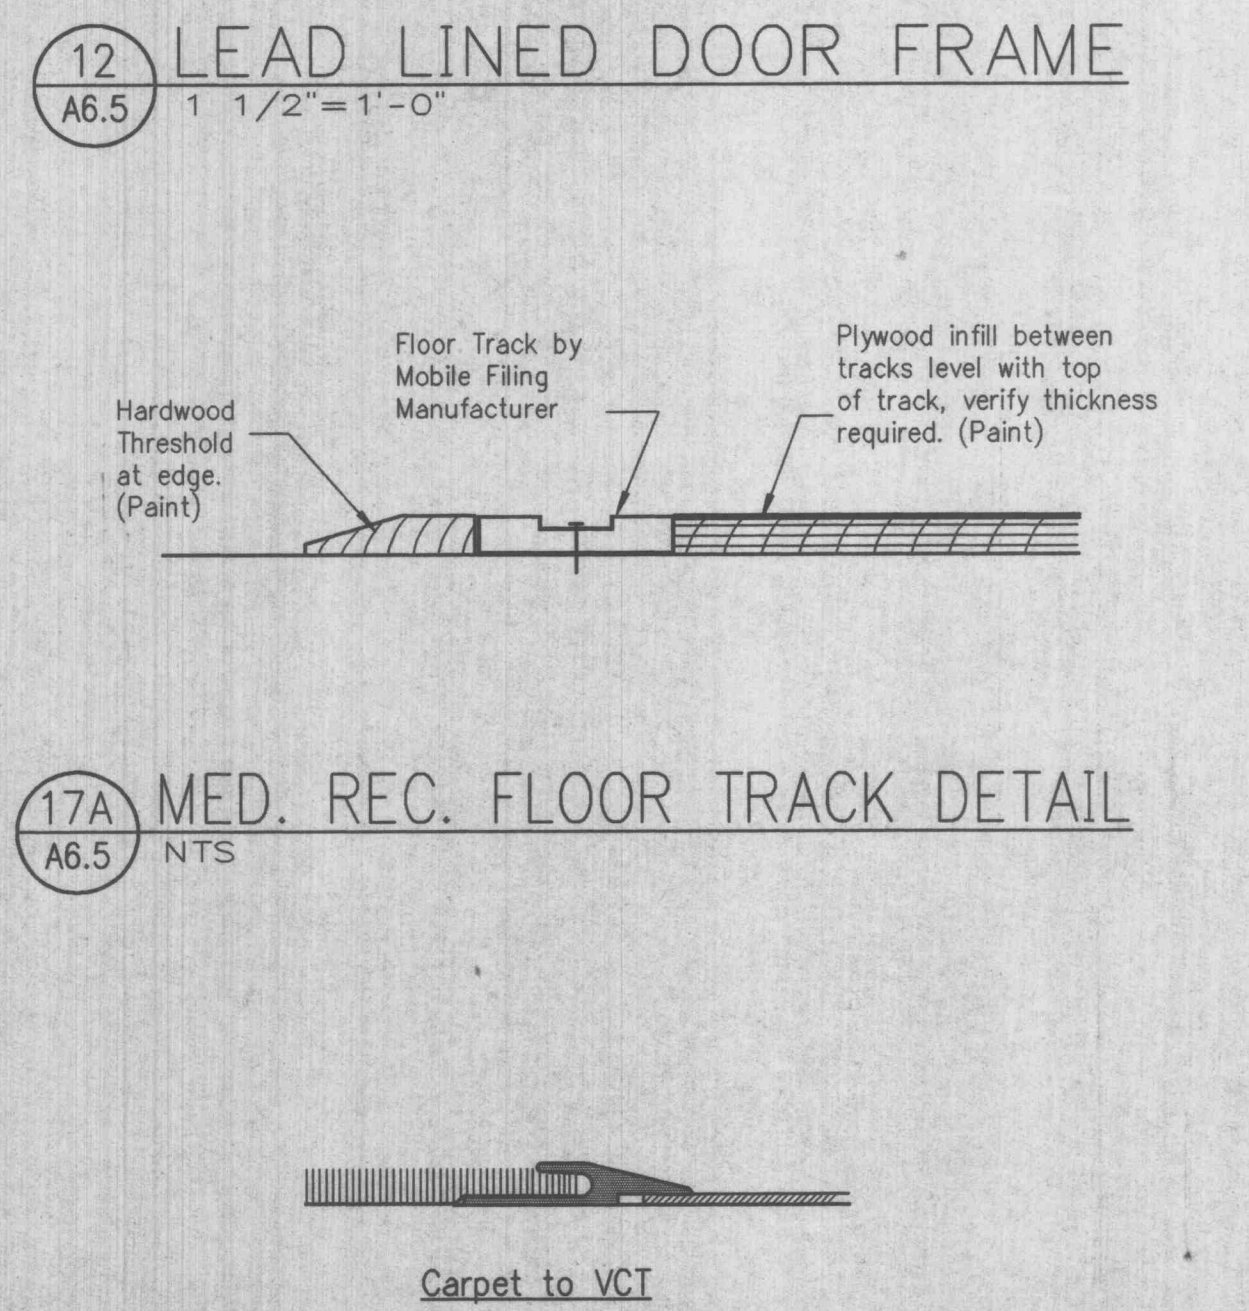 12
LEAD LINED DOOR FRAME
A6.5
1 1/2"=1'-0"
Floor Track by
Mobile Filing
Manufacturer
Plywood infill between
tracks level with top
of track, verify thickness
required. (Paint)
Hardwood
Threshold
at edge.
(Paint)
17A
MED. REC. FLOOR TRACK DETAIL
A6.5
NTS
Carpet to VCT